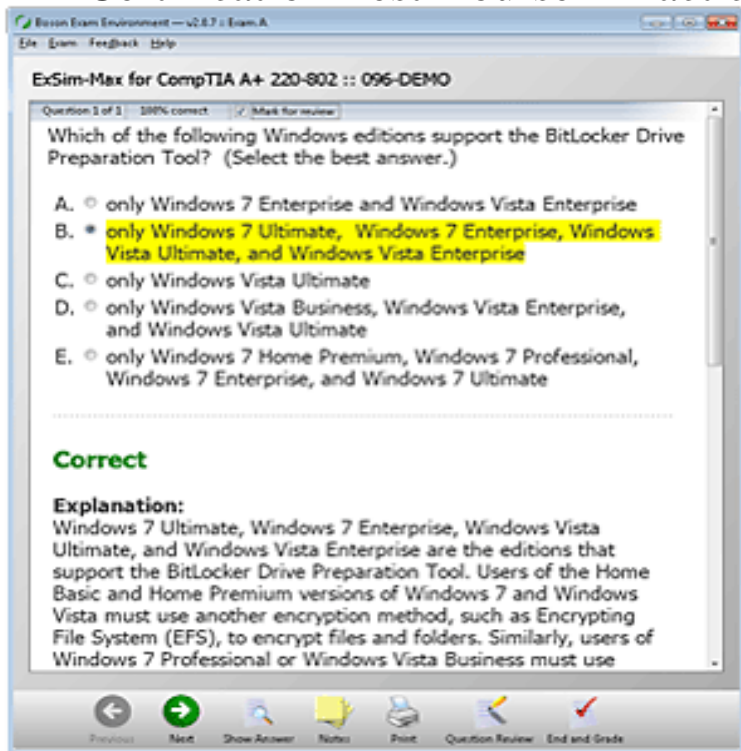 Boson Exam Environment — v2.8.7 :: Exam A
File Exam Feedback Help
ExSim-Max for CompTIA A+ 220-802 :: 096-DEMO
Question 1 of 1 100% correct Mark for review
Which of the following Windows editions support the BitLocker Drive
Preparation Tool? (Select the best answer.)
A. only Windows 7 Enterprise and Windows Vista Enterprise
B. only Windows 7 Ultimate, Windows 7 Enterprise, Windows
Vista Ultimate, and Windows Vista Enterprise
C. only Windows Vista Ultimate
D. only Windows Vista Business, Windows Vista Enterprise,
and Windows Vista Ultimate
E. only Windows 7 Home Premium, Windows 7 Professional,
Windows 7 Enterprise, and Windows 7 Ultimate
Correct
Explanation:
Windows 7 Ultimate, Windows 7 Enterprise, Windows Vista
Ultimate, and Windows Vista Enterprise are the editions that
support the BitLocker Drive Preparation Tool. Users of the Home
Basic and Home Premium versions of Windows 7 and Windows
Vista must use another encryption method, such as Encrypting
File System (EFS), to encrypt files and folders. Similarly, users of
Windows 7 Professional or Windows Vista Business must use
Previous Next Show Answer Notes Print Question Review End and Grade